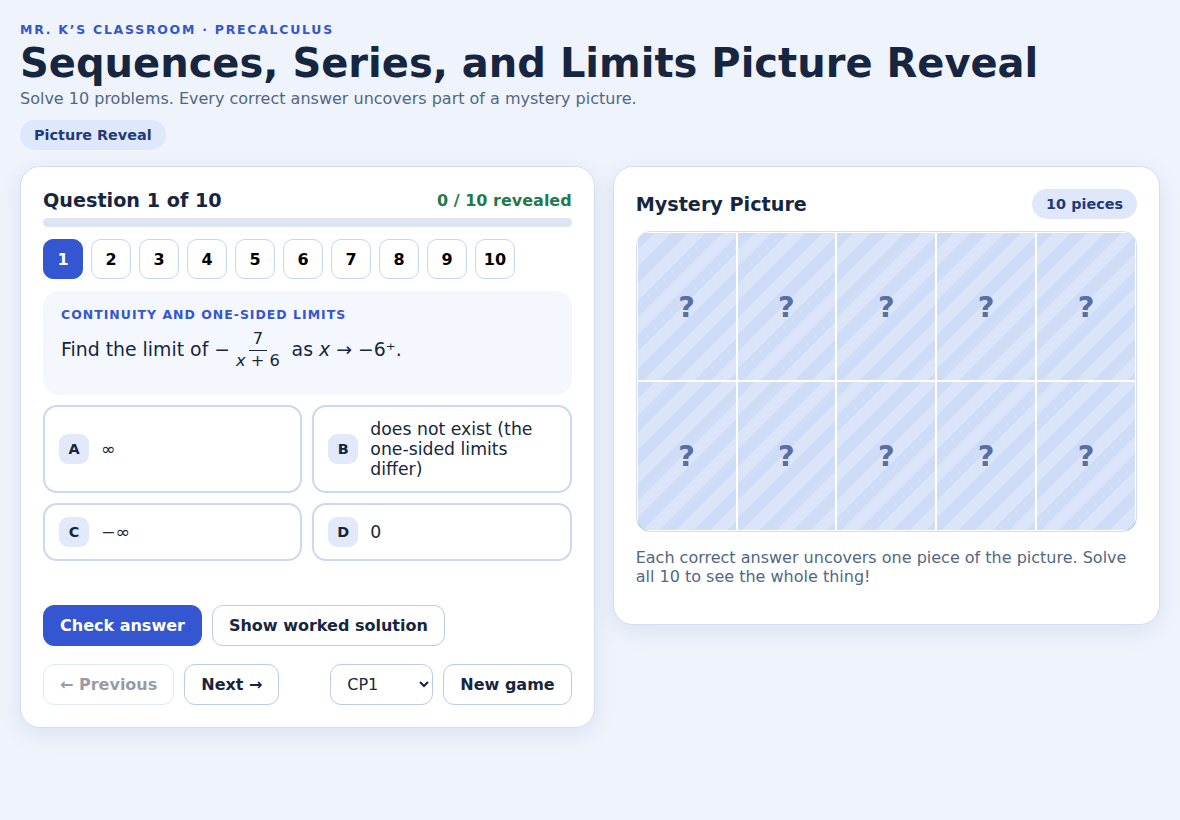 MR. K’S CLASSROOM · PRECALCULUS
Sequences, Series, and Limits Picture Reveal
Solve 10 problems. Every correct answer uncovers part of a mystery picture.
Picture Reveal
Question 1 of 10
0 / 10 revealed
1 2 3 4 5 6 7 8 9 10
CONTINUITY AND ONE-SIDED LIMITS
Find the limit of − 7/(x + 6) as x → −6⁺.
A ∞
B does not exist (the
one-sided limits
differ)
C −∞
D 0
Check answer
Show worked solution
← Previous
Next →
CP1
New game
Mystery Picture
10 pieces
? ? ? ? ?
? ? ? ? ?
Each correct answer uncovers one piece of the picture. Solve
all 10 to see the whole thing!